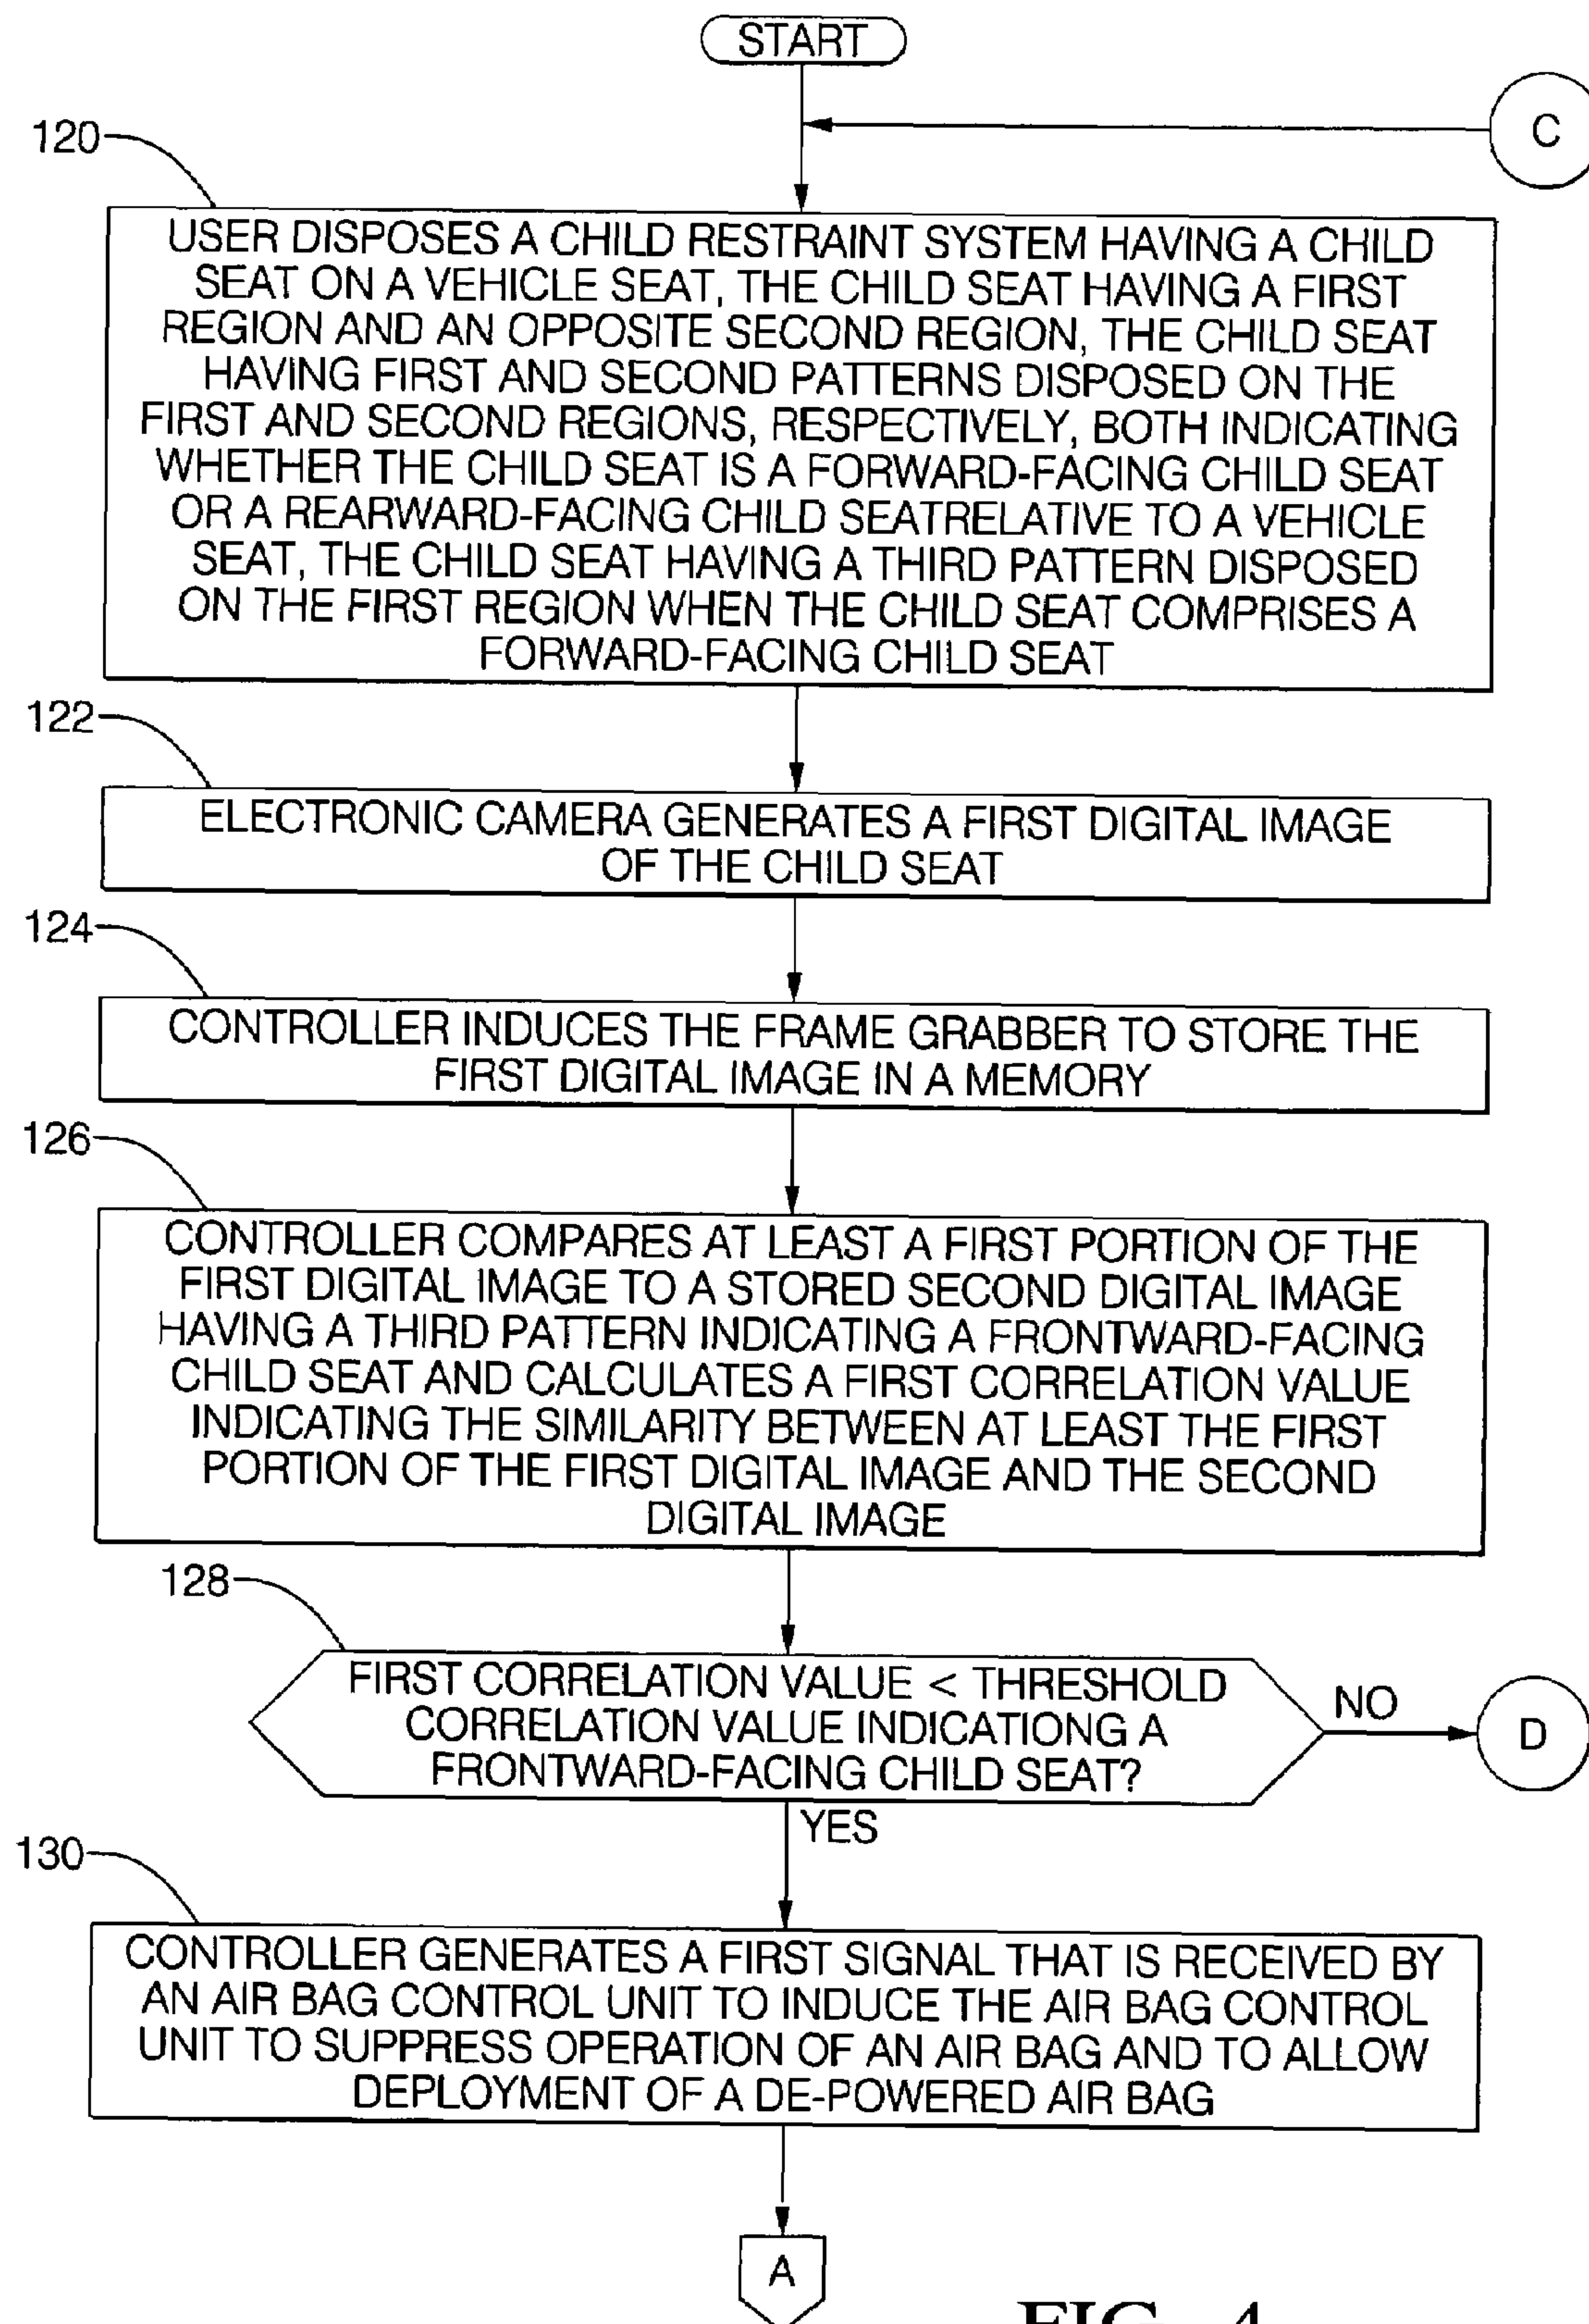 START
C
120
USER DISPOSES A CHILD RESTRAINT SYSTEM HAVING A CHILD
SEAT ON A VEHICLE SEAT, THE CHILD SEAT HAVING A FIRST
REGION AND AN OPPOSITE SECOND REGION, THE CHILD SEAT
HAVING FIRST AND SECOND PATTERNS DISPOSED ON THE
FIRST AND SECOND REGIONS, RESPECTIVELY, BOTH INDICATING
WHETHER THE CHILD SEAT IS A FORWARD-FACING CHILD SEAT
OR A REARWARD-FACING CHILD SEATRELATIVE TO A VEHICLE
SEAT, THE CHILD SEAT HAVING A THIRD PATTERN DISPOSED
ON THE FIRST REGION WHEN THE CHILD SEAT COMPRISES A
FORWARD-FACING CHILD SEAT
122
ELECTRONIC CAMERA GENERATES A FIRST DIGITAL IMAGE
OF THE CHILD SEAT
124
CONTROLLER INDUCES THE FRAME GRABBER TO STORE THE
FIRST DIGITAL IMAGE IN A MEMORY
126
CONTROLLER COMPARES AT LEAST A FIRST PORTION OF THE
FIRST DIGITAL IMAGE TO A STORED SECOND DIGITAL IMAGE
HAVING A THIRD PATTERN INDICATING A FRONTWARD-FACING
CHILD SEAT AND CALCULATES A FIRST CORRELATION VALUE
INDICATING THE SIMILARITY BETWEEN AT LEAST THE FIRST
PORTION OF THE FIRST DIGITAL IMAGE AND THE SECOND
DIGITAL IMAGE
128
FIRST CORRELATION VALUE < THRESHOLD
CORRELATION VALUE INDICATIONG A
FRONTWARD-FACING CHILD SEAT?
NO
D
YES
130
CONTROLLER GENERATES A FIRST SIGNAL THAT IS RECEIVED BY
AN AIR BAG CONTROL UNIT TO INDUCE THE AIR BAG CONTROL
UNIT TO SUPPRESS OPERATION OF AN AIR BAG AND TO ALLOW
DEPLOYMENT OF A DE-POWERED AIR BAG
A
FIG. 4